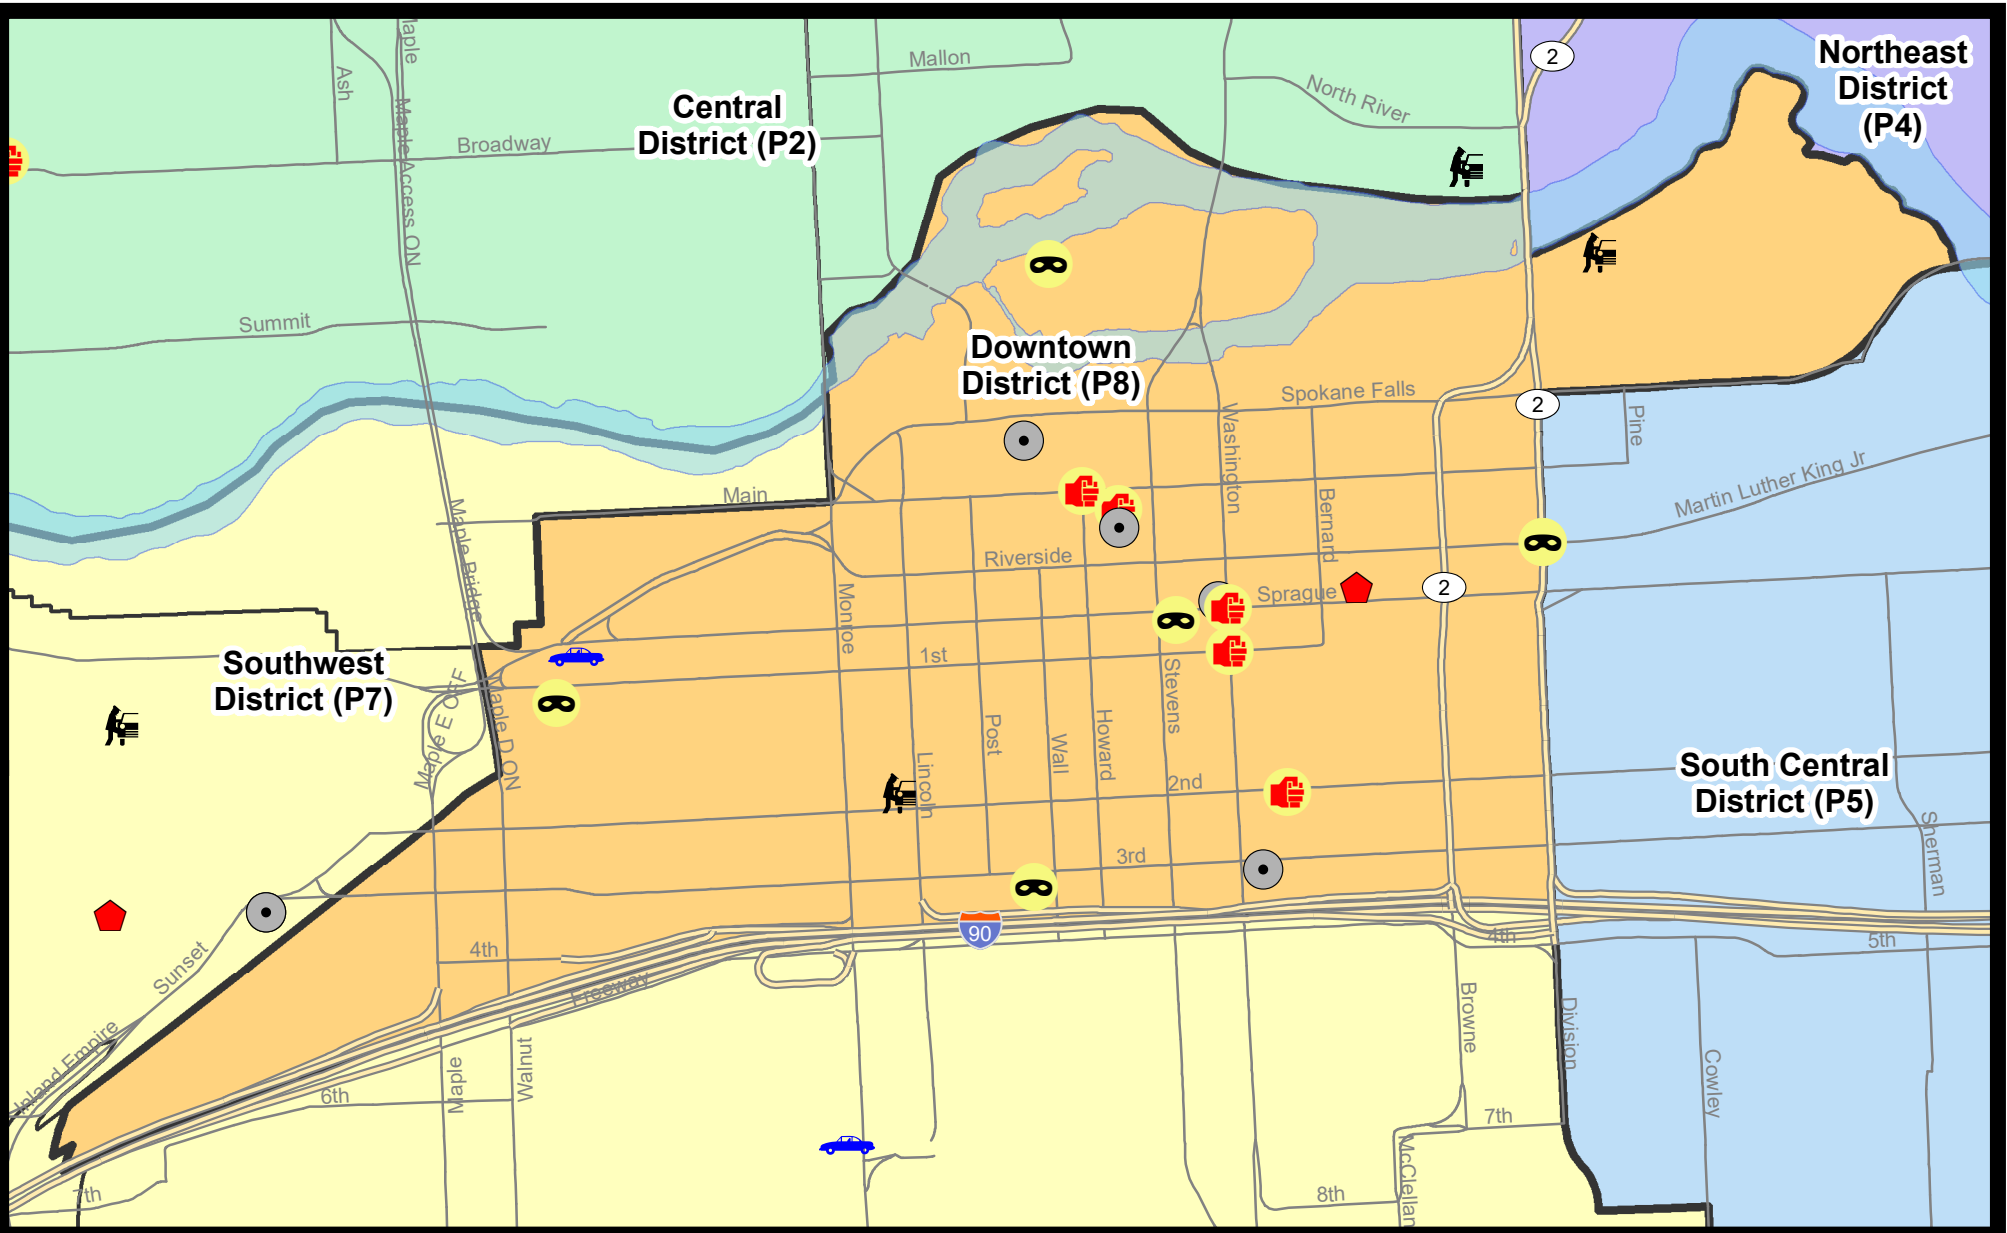 Northeast
District
(P4)
2
Maple
Ash
Mallon
North River
Central
District (P2)
Broadway
Maple Access ON
Summit
Downtown
District (P8)
Spokane Falls
2
Pine
Washington
Martin Luther King Jr
Main
Bernard
Maple Bridge
Riverside
Monroe
Sprague
2
Southwest
District (P7)
1st
Stevens
Maple E OFF
Maple D ON
Post
Wall
Howard
Lincoln
2nd
South Central
District (P5)
Sherman
3rd
90
4th
4th
5th
Sunset
Freeway
Browne
Division
Inland Empire
Maple
Walnut
6th
Cowley
7th
McClellan
7th
8th